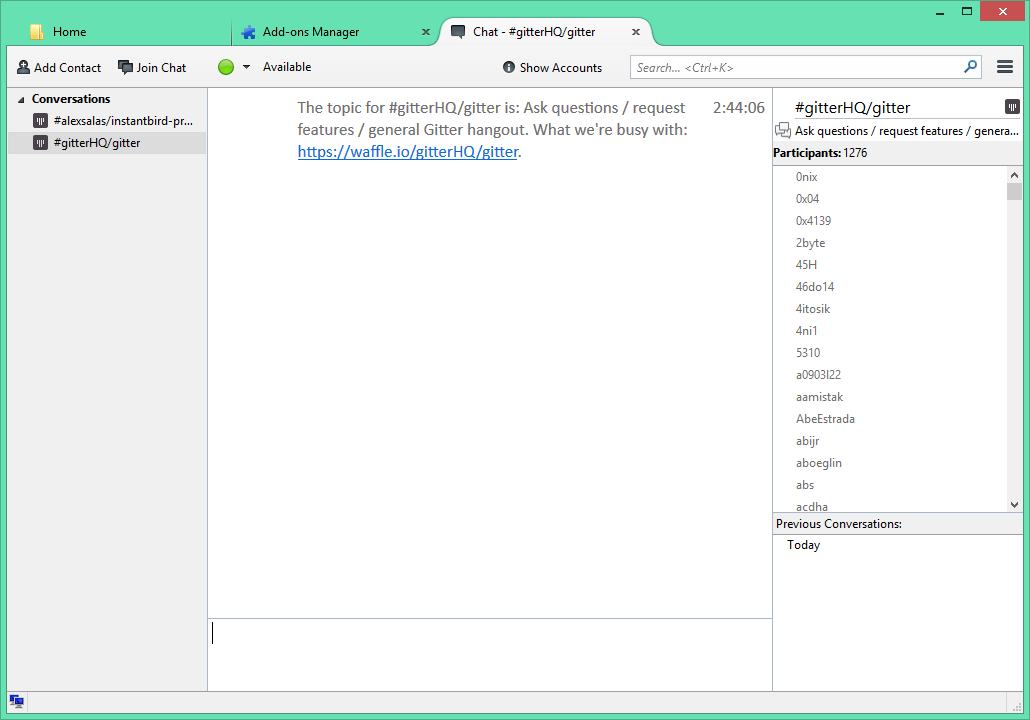 Home
Add-ons Manager
Chat - #gitterHQ/gitter
Add Contact
Join Chat
Available
Show Accounts
Search... <Ctrl+K>
Conversations
#alexsalas/instantbird-pr...
#gitterHQ/gitter
The topic for #gitterHQ/gitter is: Ask questions / request 2:44:06
features / general Gitter hangout. What we're busy with:
https://waffle.io/gitterHQ/gitter.
#gitterHQ/gitter
Ask questions / request features / genera...
Participants: 1276
0nix
0x04
0x4139
2byte
45H
46do14
4itosik
4ni1
5310
a0903l22
aamistak
AbeEstrada
abijr
aboeglin
abs
acdha
Previous Conversations:
Today